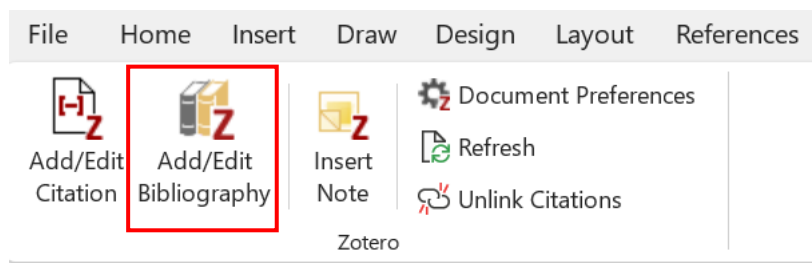 File Home Insert Draw Design Layout References
Add/Edit
Citation
Add/Edit
Bibliography
Insert
Note
Document Preferences
Refresh
Unlink Citations
Zotero